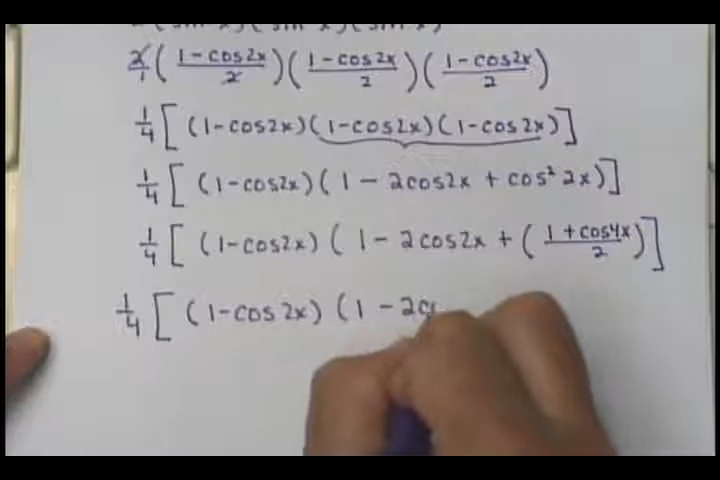 2/1 ( (1-cos2x)/2 ) ( (1-cos2x)/2 ) ( (1-cos2x)/2 )
1/4 [ (1-cos2x)(1-cos2x)(1-cos2x) ]
1/4 [ (1-cos2x)( 1 - 2cos2x + cos² 2x) ]
1/4 [ (1-cos2x) ( 1 - 2cos2x + ( (1+cos4x)/2 ) ]
1/4 [ (1-cos2x) (1 - 2c